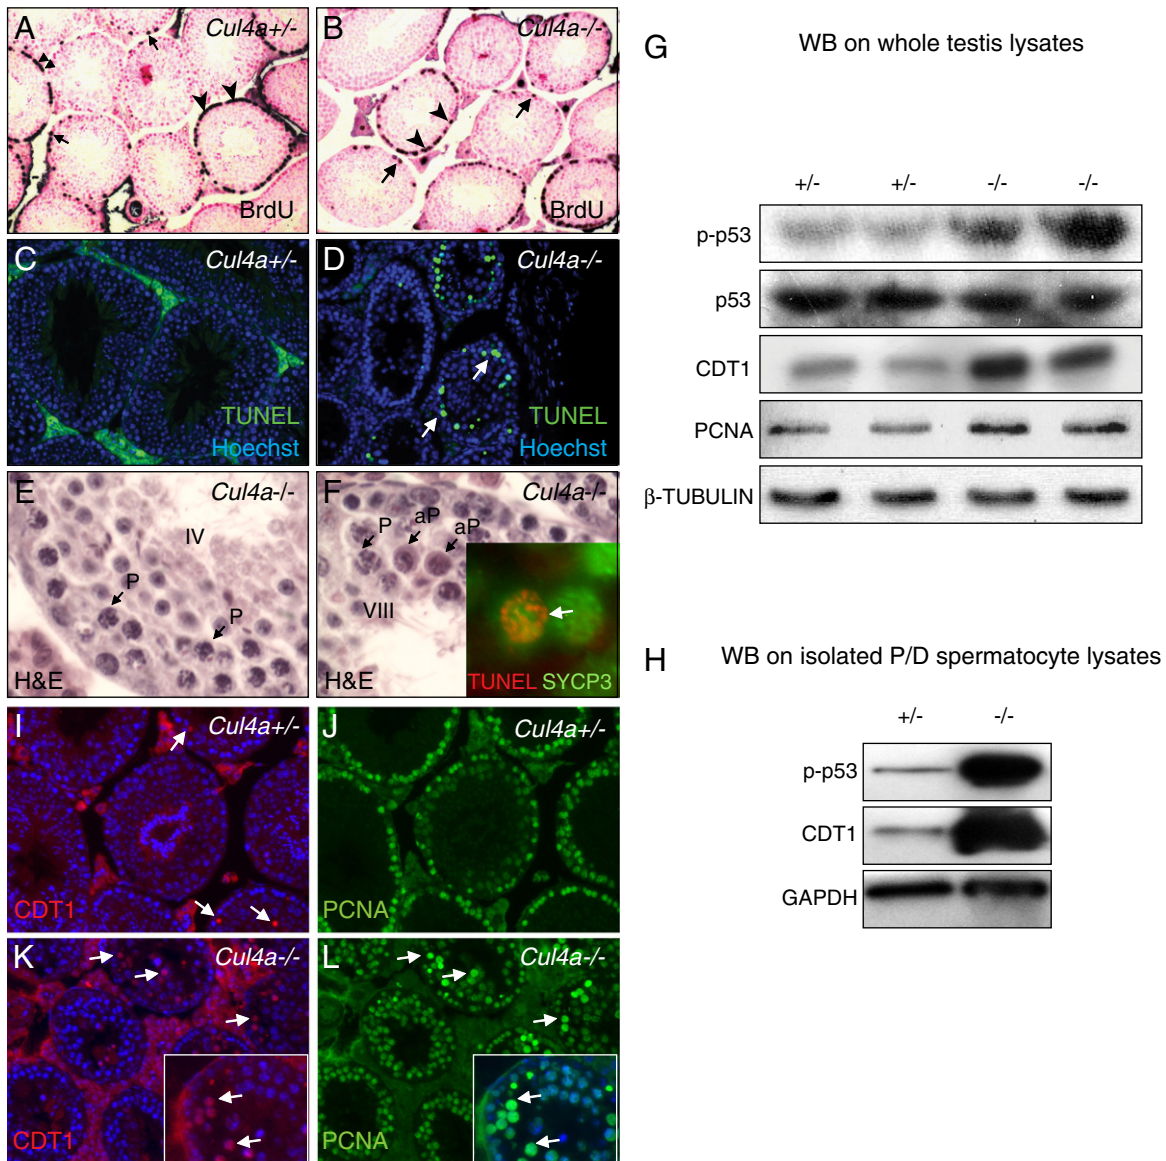 A Cul4a+/-
BrdU
B Cul4a-/-
BrdU
C Cul4a+/-
TUNEL
Hoechst
D Cul4a-/-
TUNEL
Hoechst
E Cul4a-/-
IV
P
P
H&E
F Cul4a-/-
P aP aP
VIII
H&E
TUNEL SYCP3
G WB on whole testis lysates
+/- +/- -/- -/-
p-p53
p53
CDT1
PCNA
β-TUBULIN
H WB on isolated P/D spermatocyte lysates
+/- -/-
p-p53
CDT1
GAPDH
I Cul4a+/-
CDT1
J Cul4a+/-
PCNA
K Cul4a-/-
CDT1
L Cul4a-/-
PCNA